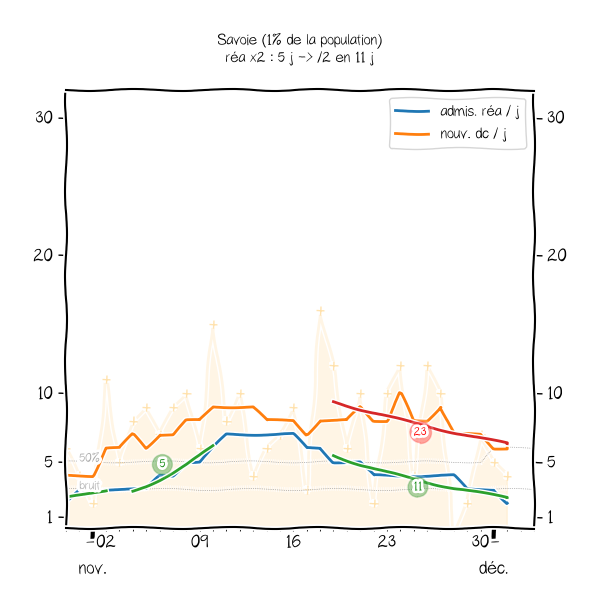 Savoie (1% de la population)
réa x2 : 5 j -> /2 en 11 j
admis. réa / j
nouv. dc / j
30 30
20 20
10 10
5 5
1 1
50%
bruit
5
23
11
02 09 16 23 30
nov. déc.